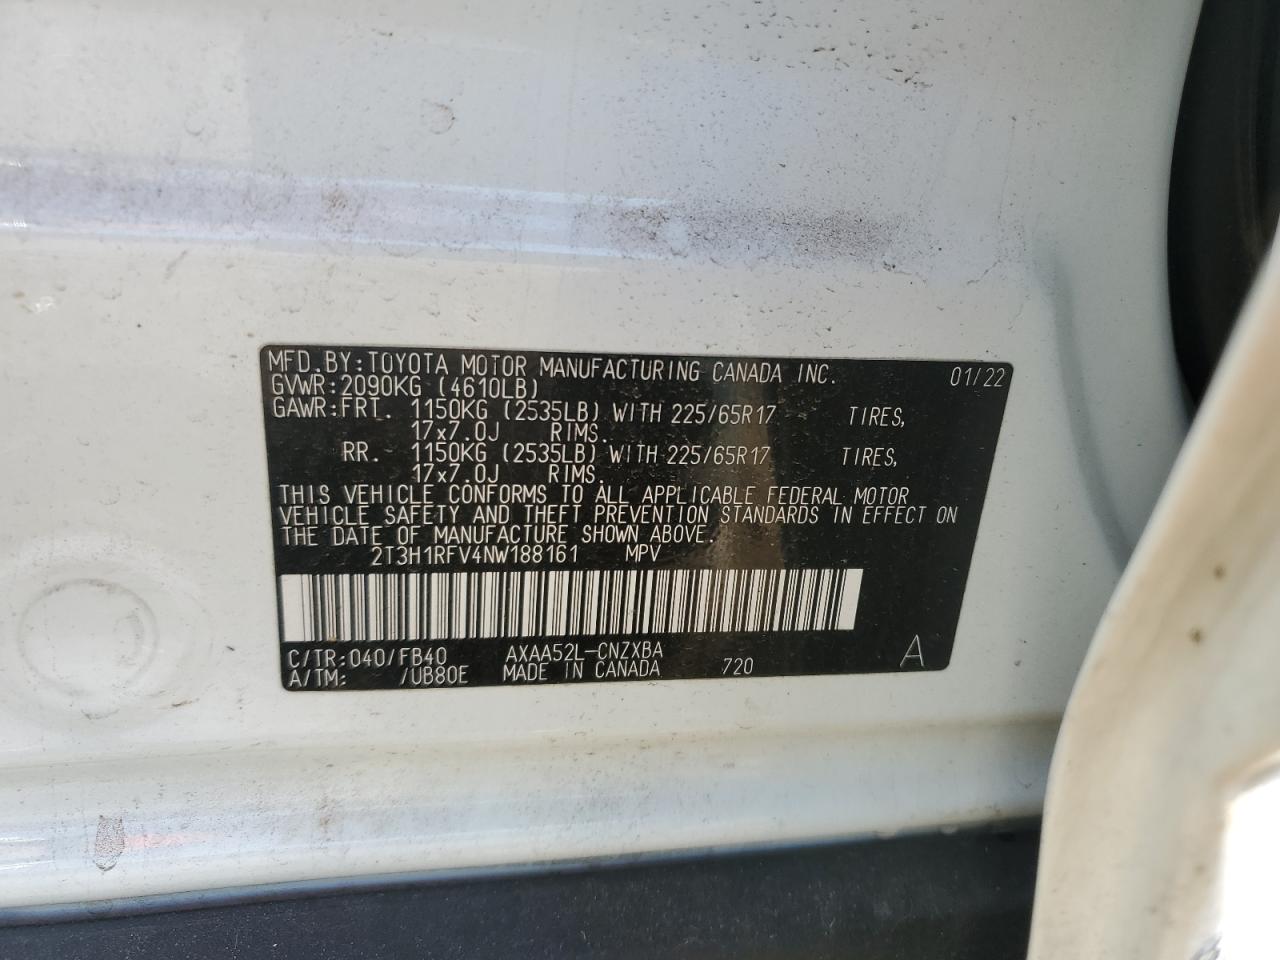 MFD.BY:TOYOTA MOTOR MANUFACTURING CANADA INC. 01/22
GVWR:2090KG (4610LB)
GAWR:FRT. 1150KG (2535LB) WITH 225/65R17 TIRES,
17x7.0J RIMS.
RR. 1150KG (2535LB) WITH 225/65R17 TIRES,
17x7.0J RIMS.
THIS VEHICLE CONFORMS TO ALL APPLICABLE FEDERAL MOTOR
VEHICLE SAFETY AND THEFT PREVENTION STANDARDS IN EFFECT ON
THE DATE OF MANUFACTURE SHOWN ABOVE.
2T3H1RFV4NW188161 MPV
C/TR:040/FB40 AXAA52L-CNZXBA A
A/TM: /UB80E MADE IN CANADA 720